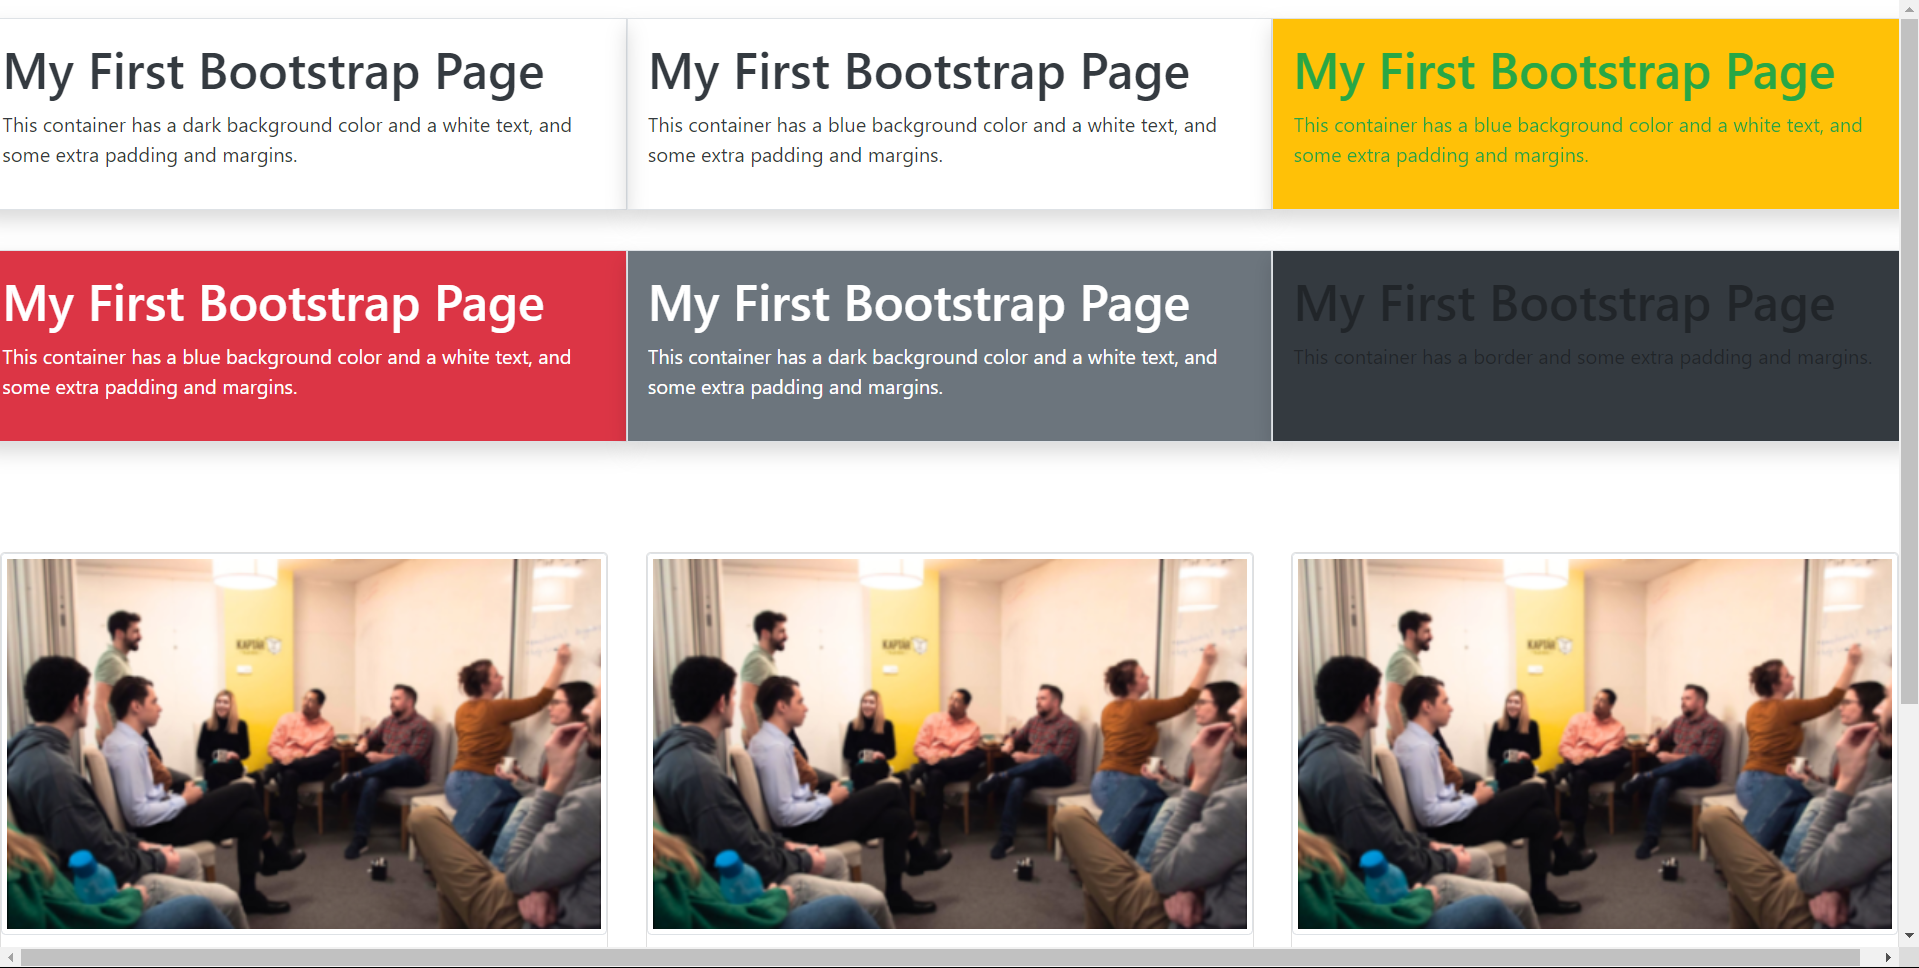 My First Bootstrap Page
This container has a dark background color and a white text, and
some extra padding and margins.
My First Bootstrap Page
This container has a blue background color and a white text, and
some extra padding and margins.
My First Bootstrap Page
This container has a blue background color and a white text, and
some extra padding and margins.
My First Bootstrap Page
This container has a blue background color and a white text, and
some extra padding and margins.
My First Bootstrap Page
This container has a dark background color and a white text, and
some extra padding and margins.
My First Bootstrap Page
This container has a border and some extra padding and margins.